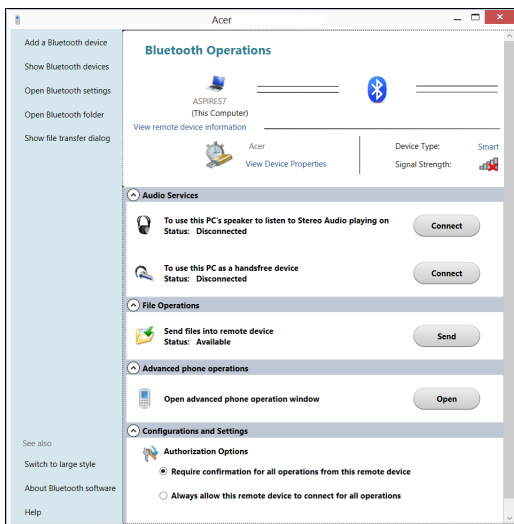 Acer
Add a Bluetooth device
Show Bluetooth devices
Open Bluetooth settings
Open Bluetooth folder
Show file transfer dialog
Bluetooth Operations
ASPIRES7
(This Computer)
View remote device information
Acer
View Device Properties
Device Type:
Smart
Signal Strength:
Audio Services
To use this PC's speaker to listen to Stereo Audio playing on
Status: Disconnected
Connect
To use this PC as a handsfree device
Status: Disconnected
Connect
File Operations
Send files into remote device
Status: Available
Send
Advanced phone operations
Open advanced phone operation window
Open
Configurations and Settings
Authorization Options
Require confirmation for all operations from this remote device
Always allow this remote device to connect for all operations
See also
Switch to large style
About Bluetooth software
Help